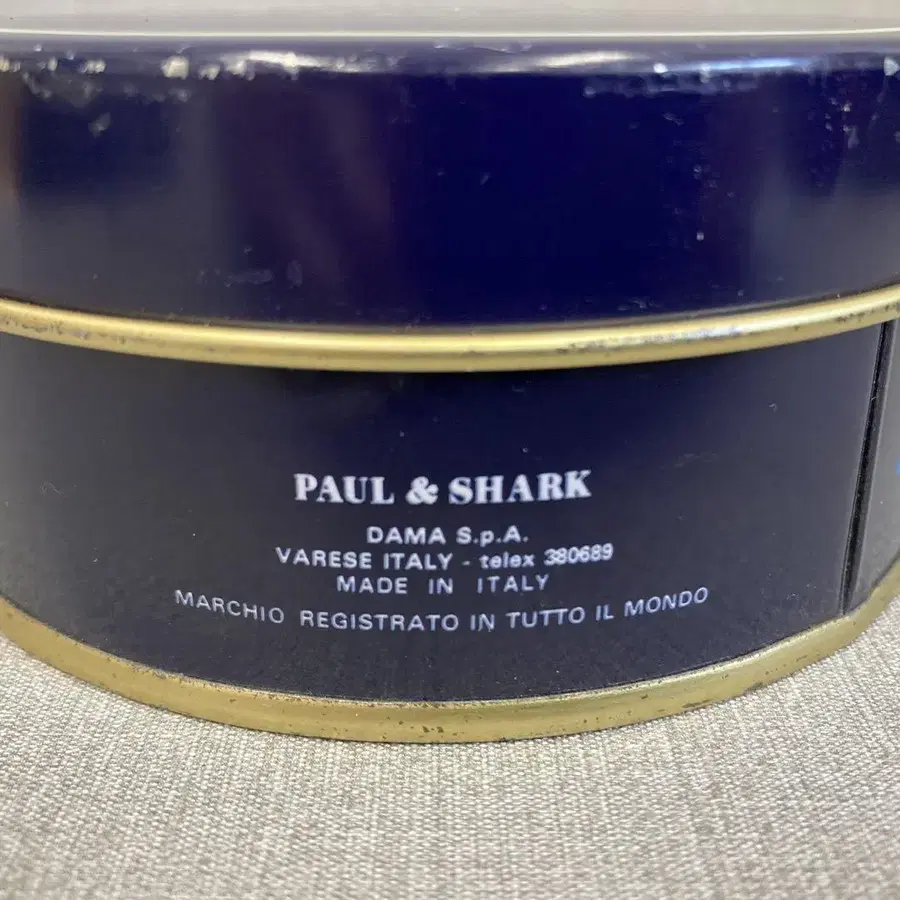 PAUL & SHARK
DAMA S.p.A.
VARESE ITALY - telex 380689
MADE IN ITALY
MARCHIO REGISTRATO IN TUTTO IL MONDO